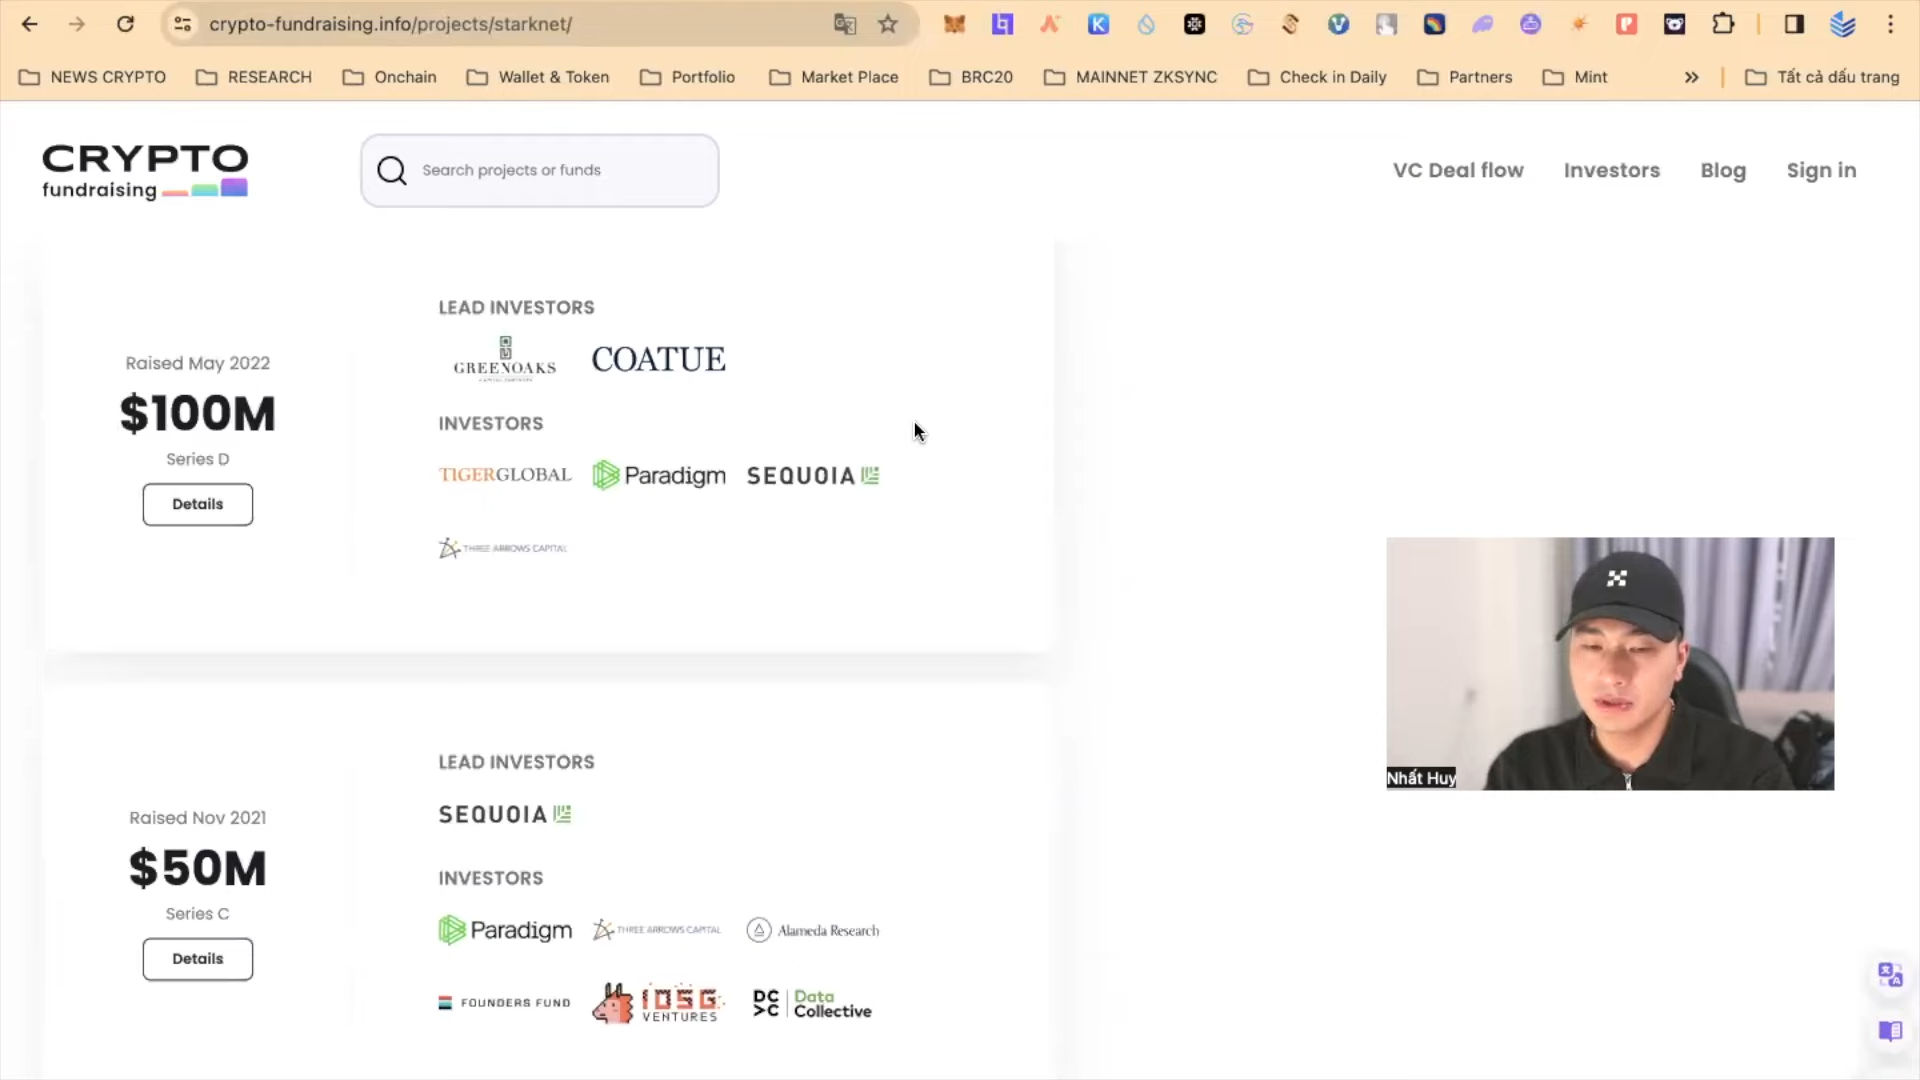 crypto-fundraising.info/projects/starknet/
NEWS CRYPTO RESEARCH Onchain Wallet & Token Portfolio Market Place BRC20 MAINNET ZKSYNC Check in Daily Partners Mint » Tất cả dấu trang
CRYPTO
fundraising
Search projects or funds
VC Deal flow Investors Blog Sign in
LEAD INVESTORS
GREENOAKS
COATUE
Raised May 2022
$100M
Series D
Details
INVESTORS
TIGERGLOBAL Paradigm SEQUOIA
THREE ARROWS CAPITAL
Nhất Huy
LEAD INVESTORS
SEQUOIA
Raised Nov 2021
$50M
Series C
Details
INVESTORS
Paradigm THREE ARROWS CAPITAL Alameda Research
FOUNDERS FUND IOSG VENTURES DCVC Data Collective